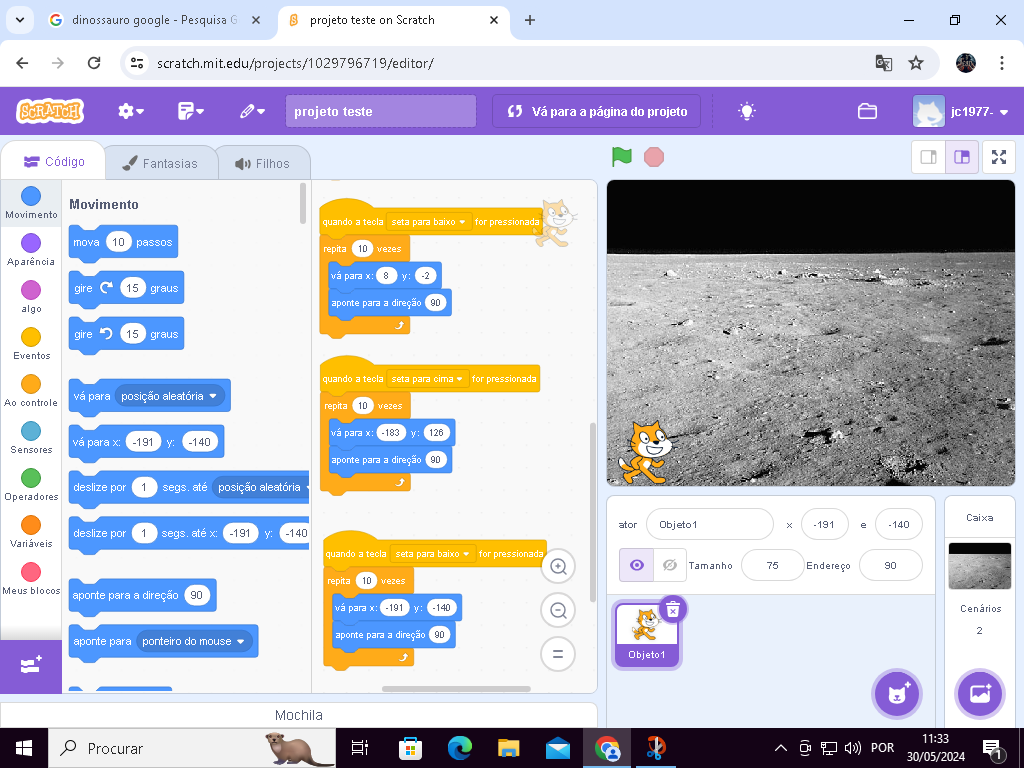 dinossauro google - Pesquisa G
projeto teste on Scratch
scratch.mit.edu/projects/1029796719/editor/
SCRATCH
projeto teste
Vá para a página do projeto
jc1977-
Código
Fantasias
Filhos
Movimento
Aparência
algo
Eventos
Ao controle
Sensores
Operadores
Variáveis
Meus blocos
Movimento
mova 10 passos
gire 15 graus
gire 15 graus
vá para posição aleatória
vá para x: -191 y: -140
deslize por 1 segs. até posição aleatória
deslize por 1 segs. até x: -191 y: -140
aponte para a direção 90
aponte para ponteiro do mouse
quando a tecla seta para baixo for pressionada
repita 10 vezes
vá para x: 8 y: -2
aponte para a direção 90
quando a tecla seta para cima for pressionada
repita 10 vezes
vá para x: -183 y: 126
aponte para a direção 90
quando a tecla seta para baixo for pressionada
repita 10 vezes
vá para x: -191 y: -140
aponte para a direção 90
ator Objeto1 x -191 e -140
Tamanho 75 Endereço 90
Objeto1
Caixa
Cenários
2
Mochila
Procurar
POR
11:33
30/05/2024
1